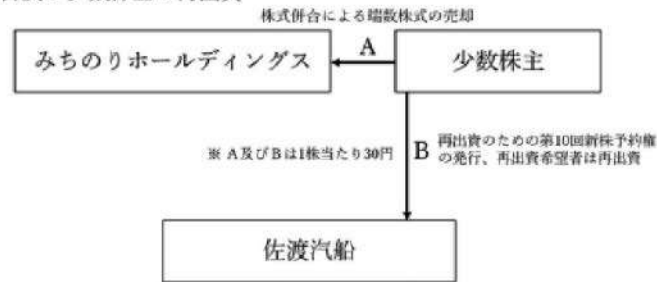 株式併合による端数株式の売却
みちのりホールディングス
A
少数株主
※ A及びBは1株当たり30円
B
再出資のための第10回新株予約権
の発行、再出資希望者は再出資
佐渡汽船